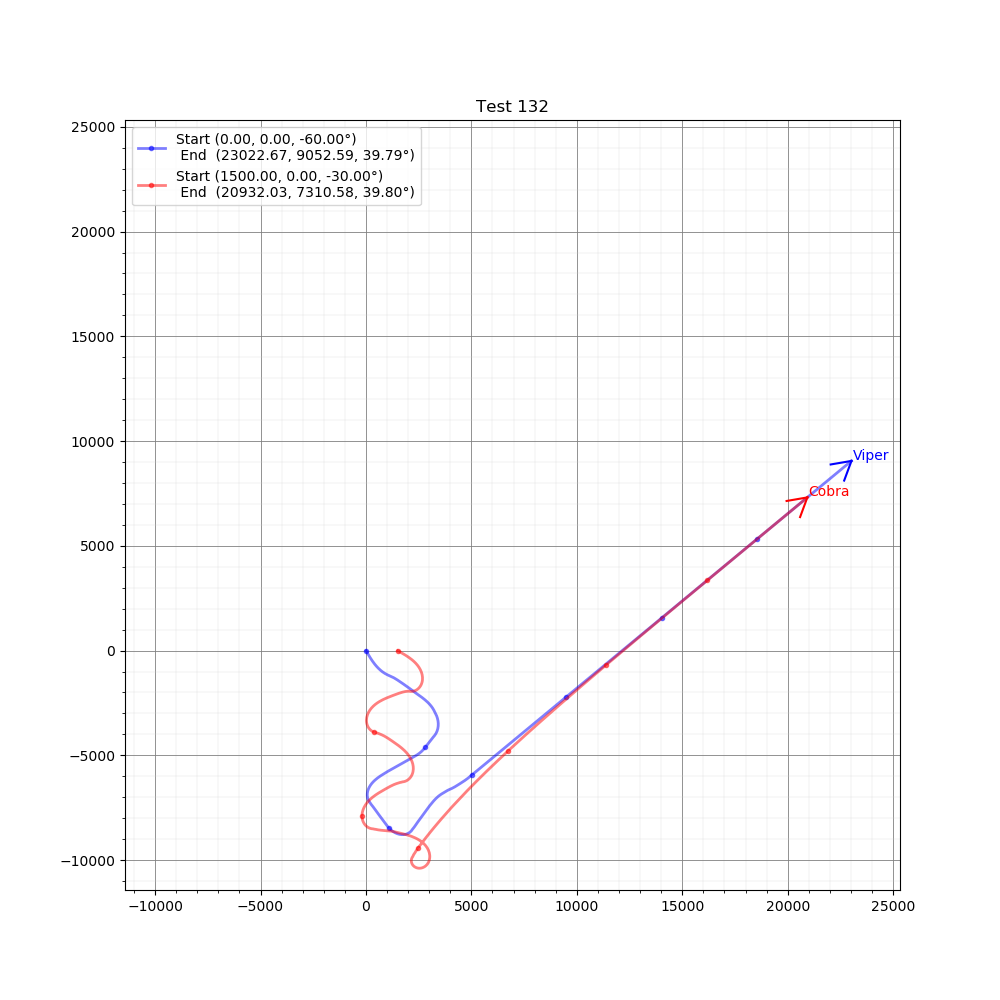 Test 132
Start (0.00, 0.00, -60.00°)
End  (23022.67, 9052.59, 39.79°)
Start (1500.00, 0.00, -30.00°)
End  (20932.03, 7310.58, 39.80°)
25000
20000
15000
10000
5000
0
−5000
−10000
Viper
Cobra
−10000 −5000 0 5000 10000 15000 20000 25000